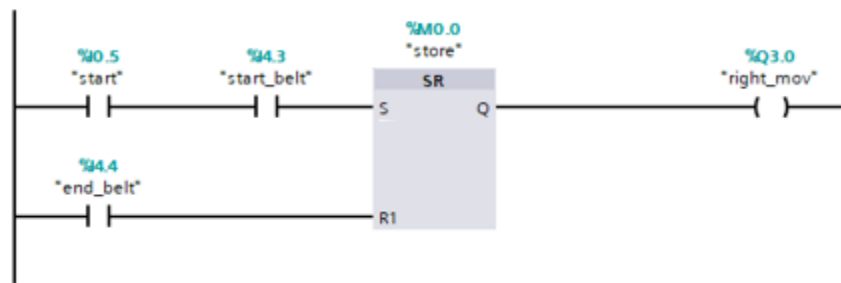 %M0.0
"store"
%I0.5
"start"
%I4.3
"start_belt"
%Q3.0
"right_mov"
SR
S
Q
%I4.4
"end_belt"
R1